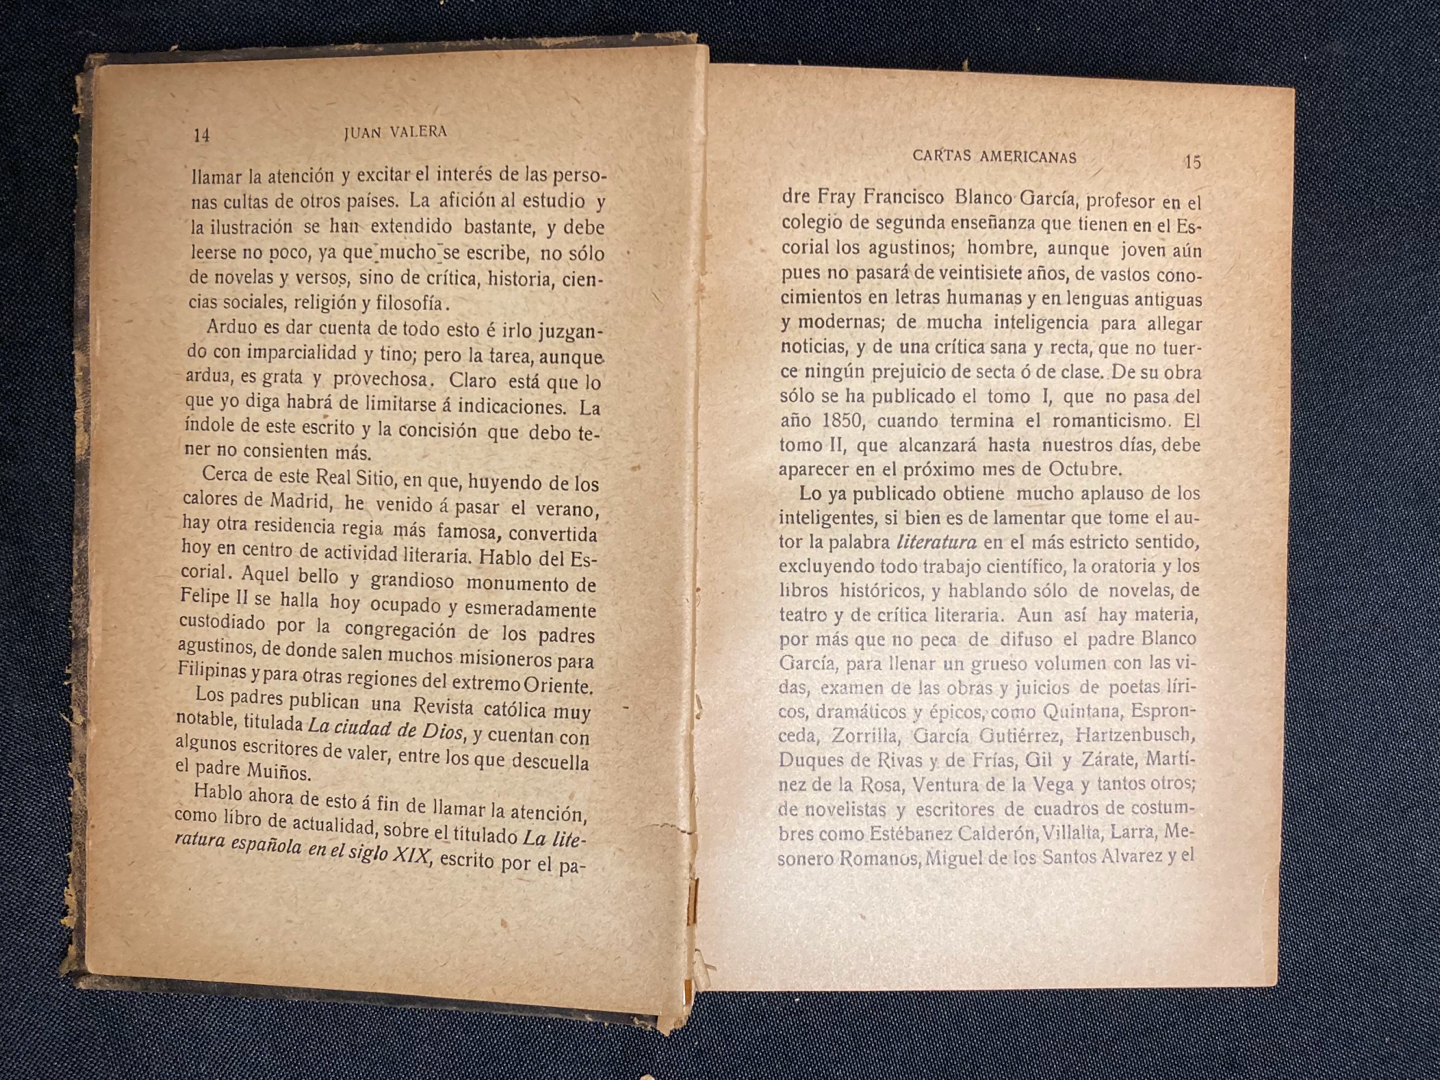 14
JUAN VALERA
llamar la atención y excitar el interés de las perso-
nas cultas de otros países. La afición al estudio y
la ilustración se han extendido bastante, y debe
leerse no poco, ya que mucho se escribe, no sólo
de novelas y versos, sino de crítica, historia, cien-
cias sociales, religión y filosofía.
Arduo es dar cuenta de todo esto é irlo juzgan-
do con imparcialidad y tino; pero la tarea, aunque
ardua, es grata y provechosa. Claro está que lo
que yo diga habrá de limitarse á indicaciones. La
índole de este escrito y la concisión que debo te-
ner no consienten más.
Cerca de este Real Sitio, en que, huyendo de los
calores de Madrid, he venido á pasar el verano,
hay otra residencia regia más famosa, convertida
hoy en centro de actividad literaria. Hablo del Es-
corial. Aquel bello y grandioso monumento de
Felipe II se halla hoy ocupado y esmeradamente
custodiado por la congregación de los padres
agustinos, de donde salen muchos misioneros para
Filipinas y para otras regiones del extremo Oriente.
Los padres publican una Revista católica muy
notable, titulada La ciudad de Dios, y cuentan con
algunos escritores de valer, entre los que descuella
el padre Muiños.
Hablo ahora de esto á fin de llamar la atención,
como libro de actualidad, sobre el titulado La lite-
ratura española en el siglo XIX, escrito por el pa-
CARTAS AMERICANAS
15
dre Fray Francisco Blanco García, profesor en el
colegio de segunda enseñanza que tienen en el Es-
corial los agustinos; hombre, aunque joven aún
pues no pasará de veintisiete años, de vastos cono-
cimientos en letras humanas y en lenguas antiguas
y modernas; de mucha inteligencia para allegar
noticias, y de una crítica sana y recta, que no tuer-
ce ningún prejuicio de secta ó de clase. De su obra
sólo se ha publicado el tomo I, que no pasa del
año 1850, cuando termina el romanticismo. El
tomo II, que alcanzará hasta nuestros días, debe
aparecer en el próximo mes de Octubre.
Lo ya publicado obtiene mucho aplauso de los
inteligentes, si bien es de lamentar que tome el au-
tor la palabra literatura en el más estricto sentido,
excluyendo todo trabajo científico, la oratoria y los
libros históricos, y hablando sólo de novelas, de
teatro y de crítica literaria. Aun así hay materia,
por más que no peca de difuso el padre Blanco
García, para llenar un grueso volumen con las vi-
das, examen de las obras y juicios de poetas líri-
cos, dramáticos y épicos, como Quintana, Espron-
ceda, Zorrilla, García Gutiérrez, Hartzenbusch,
Duques de Rivas y de Frías, Gil y Zárate, Martí-
nez de la Rosa, Ventura de la Vega y tantos otros;
de novelistas y escritores de cuadros de costum-
bres como Estébanez Calderón, Villalta, Larra, Me-
sonero Romanos, Miguel de los Santos Alvarez y el